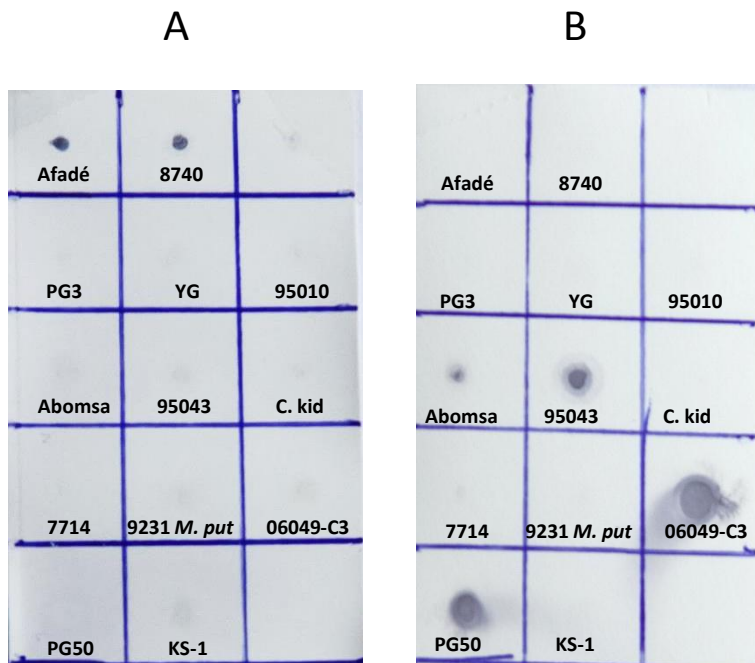 A
Afadé 8740
PG3 YG 95010
Abomsa 95043 C. kid
7714 9231 M. put 06049-C3
PG50 KS-1
B
Afadé 8740
PG3 YG 95010
Abomsa 95043 C. kid
7714 9231 M. put 06049-C3
PG50 KS-1